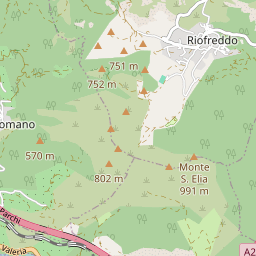 Riofreddo
751 m
752 m
omano
570 m
802 m
Monte
S. Elia
991 m
Parchi
Valeria
A2